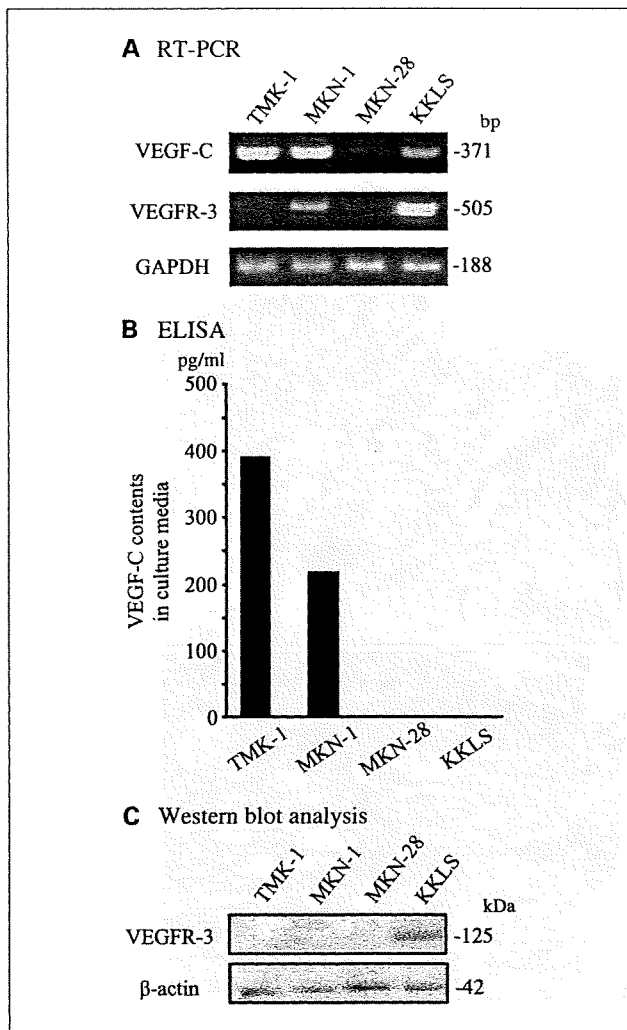 A RT-PCR
TMK-1 MKN-1 MKN-28 KKLS
bp
VEGF-C -371
VEGFR-3 -505
GAPDH -188
B ELISA
pg/ml
500
400
300
200
100
0
VEGF-C contents
in culture media
TMK-1 MKN-1 MKN-28 KKLS
C Western blot analysis
TMK-1 MKN-1 MKN-28 KKLS
kDa
VEGFR-3 -125
β-actin -42